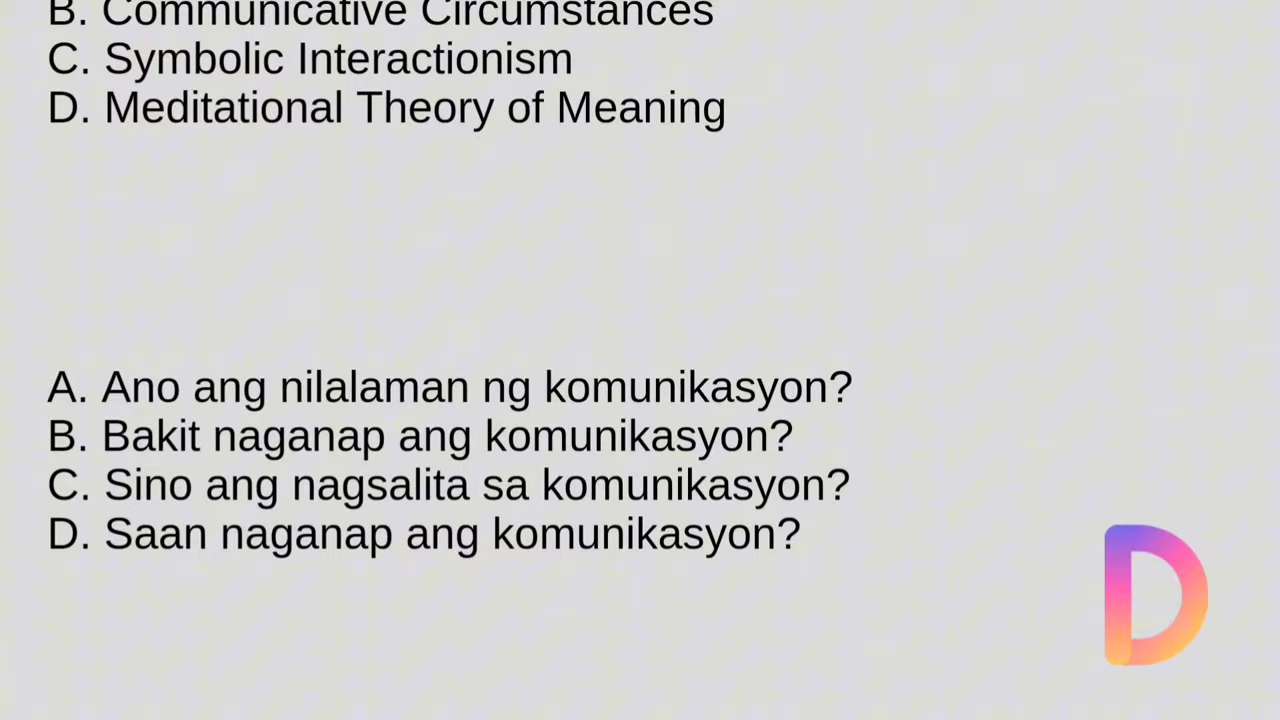 B. Communicative Circumstances
C. Symbolic Interactionism
D. Meditational Theory of Meaning
A. Ano ang nilalaman ng komunikasyon?
B. Bakit naganap ang komunikasyon?
C. Sino ang nagsalita sa komunikasyon?
D. Saan naganap ang komunikasyon?
D